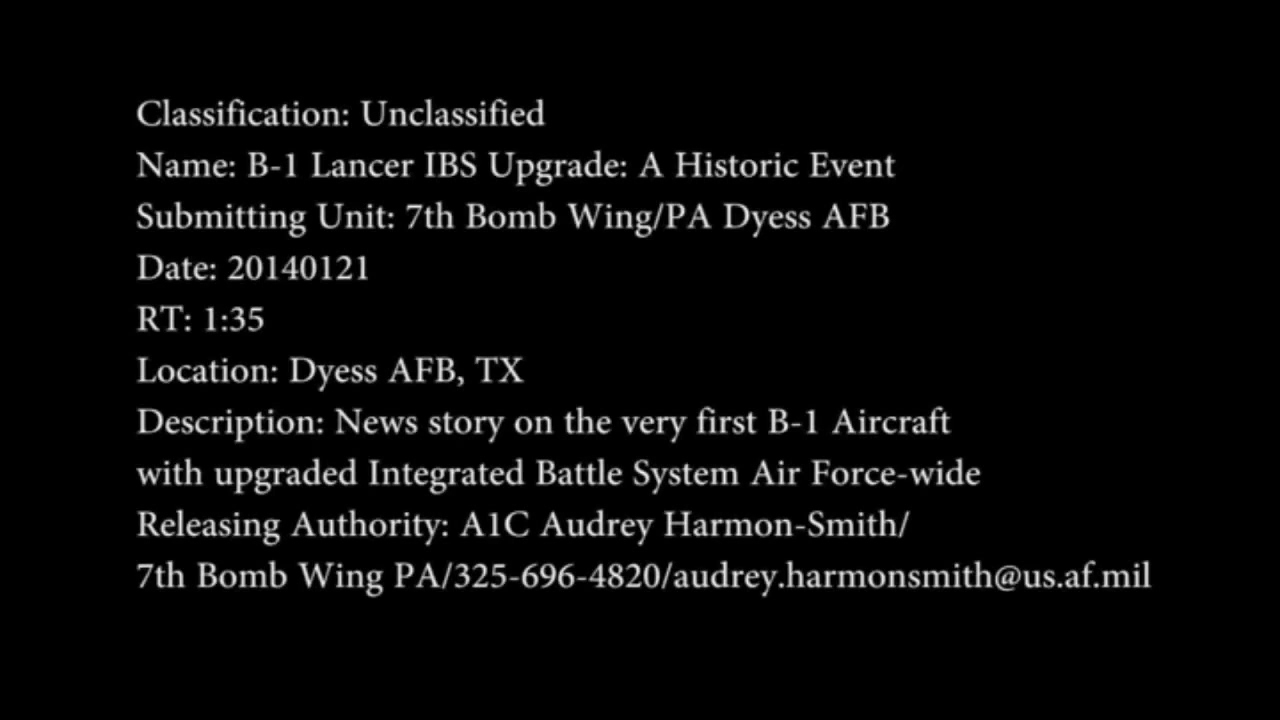 Classification: Unclassified
Name: B-1 Lancer IBS Upgrade: A Historic Event
Submitting Unit: 7th Bomb Wing/PA Dyess AFB
Date: 20140121
RT: 1:35
Location: Dyess AFB, TX
Description: News story on the very first B-1 Aircraft
with upgraded Integrated Battle System Air Force-wide
Releasing Authority: A1C Audrey Harmon-Smith/
7th Bomb Wing PA/325-696-4820/audrey.harmonsmith@us.af.mil